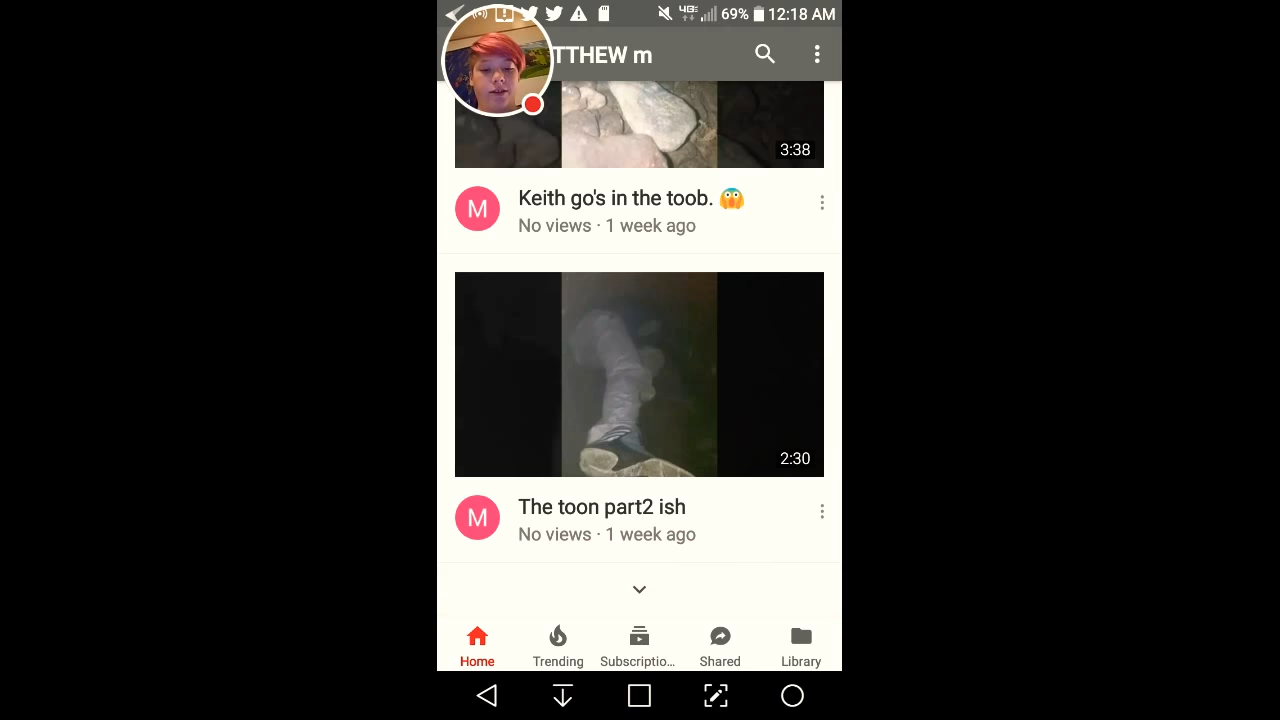 69% 12:18 AM
TTHEW m
3:38
Keith go's in the toob. 😱
No views · 1 week ago
M
2:30
The toon part2 ish
No views · 1 week ago
M
Home Trending Subscriptio... Shared Library